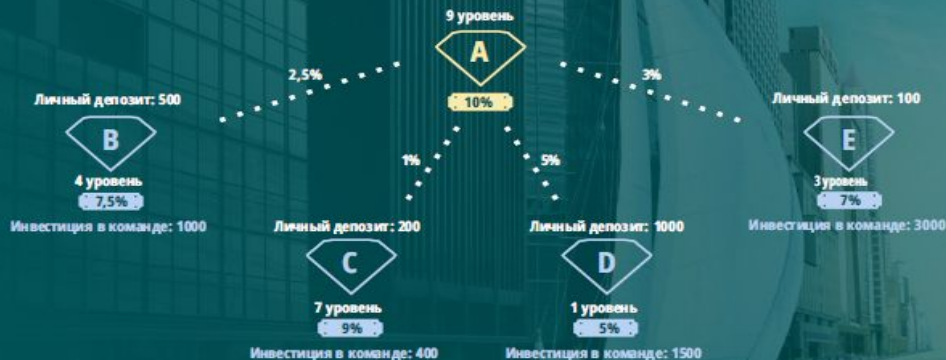 9 уровень
A
10%
2,5%
3%
1%
5%
Личный депозит: 500
B
4 уровень
7,5%
Инвестиция в команде: 1000
Личный депозит: 100
E
3 уровень
7%
Инвестиция в команде: 3000
Личный депозит: 200
C
7 уровень
9%
Инвестиция в команде: 400
Личный депозит: 1000
D
1 уровень
5%
Инвестиция в команде: 1500